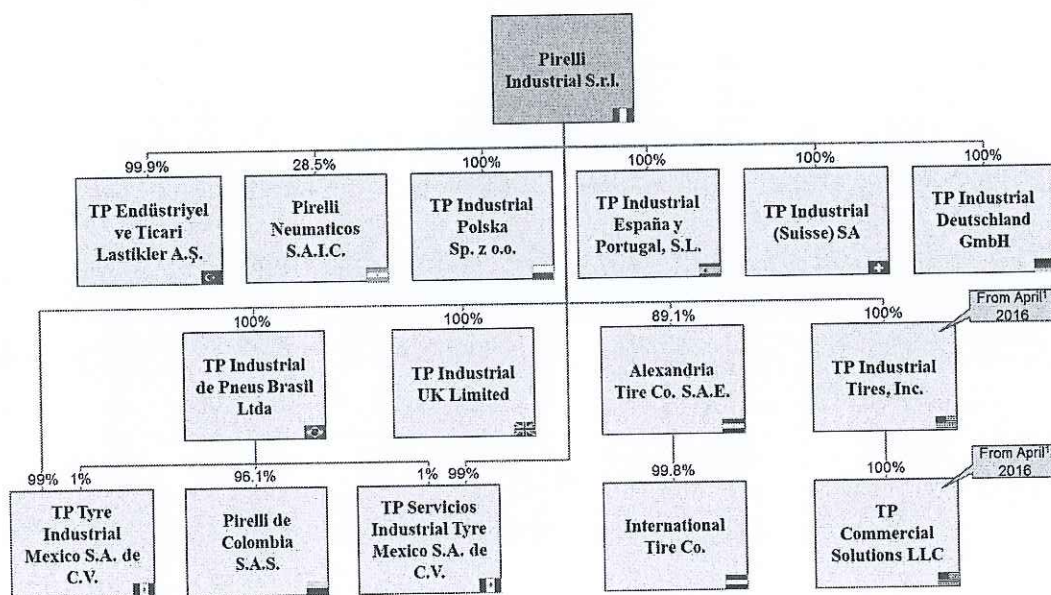 Pirelli
Industrial S.r.l.
99.9%
28.5%
100%
100%
100%
100%
TP Endüstriyel
ve Ticari
Lastikler A.Ş.
Pirelli
Neumaticos
S.A.I.C.
TP Industrial
Polska
Sp. z o.o.
TP Industrial
España y
Portugal, S.L.
TP Industrial
(Suisse) SA
TP Industrial
Deutschland
GmbH
100%
100%
89.1%
100%
From April¹
2016
TP Industrial
de Pneus Brasil
Ltda
TP Industrial
UK Limited
Alexandria
Tire Co. S.A.E.
TP Industrial
Tires, Inc.
99%
1%
96.1%
1%
99%
99.8%
100%
From April¹
2016
TP Tyre
Industrial
Mexico S.A. de
C.V.
Pirelli de
Colombia
S.A.S.
TP Servicios
Industrial Tyre
Mexico S.A. de
C.V.
International
Tire Co.
TP
Commercial
Solutions LLC